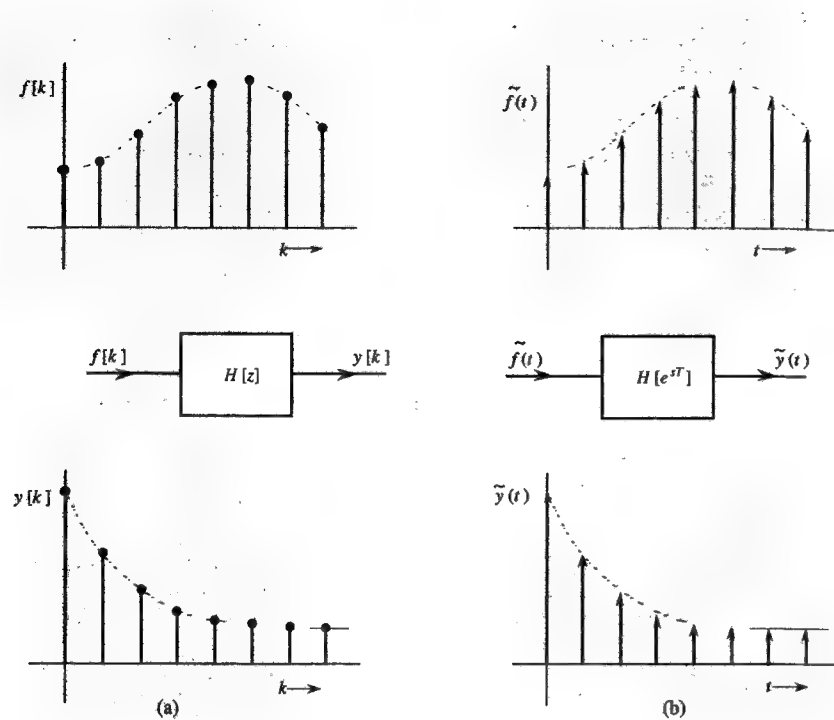 f[k]
k
f̃(t)
t
f[k]
H[z]
y[k]
f̃(t)
H[e^{sT}]
ỹ(t)
y[k]
k
(a)
ỹ(t)
t
(b)